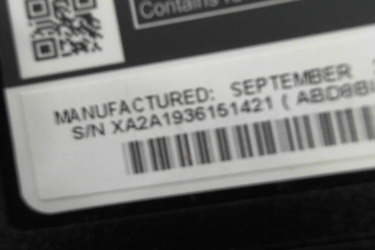 Contains
MANUFACTURED: SEPTEMBER
S/N XA2A1936151421 (